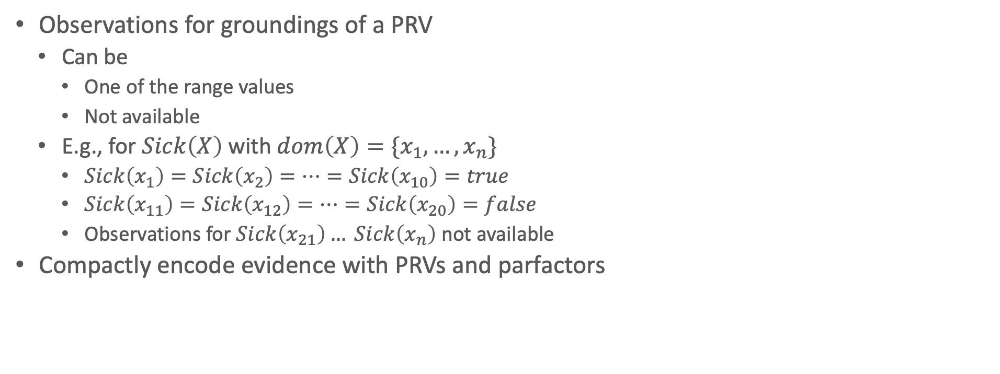 • Observations for groundings of a PRV
• Can be
• One of the range values
• Not available
• E.g., for 𝑆𝑖𝑐𝑘(𝑋) with 𝑑𝑜𝑚(𝑋) = {𝑥₁, … , 𝑥ₙ}
• 𝑆𝑖𝑐𝑘(𝑥₁) = 𝑆𝑖𝑐𝑘(𝑥₂) = ⋯ = 𝑆𝑖𝑐𝑘(𝑥₁₀) = 𝑡𝑟𝑢𝑒
• 𝑆𝑖𝑐𝑘(𝑥₁₁) = 𝑆𝑖𝑐𝑘(𝑥₁₂) = ⋯ = 𝑆𝑖𝑐𝑘(𝑥₂₀) = 𝑓𝑎𝑙𝑠𝑒
• Observations for 𝑆𝑖𝑐𝑘(𝑥₂₁) … 𝑆𝑖𝑐𝑘(𝑥ₙ) not available
• Compactly encode evidence with PRVs and parfactors